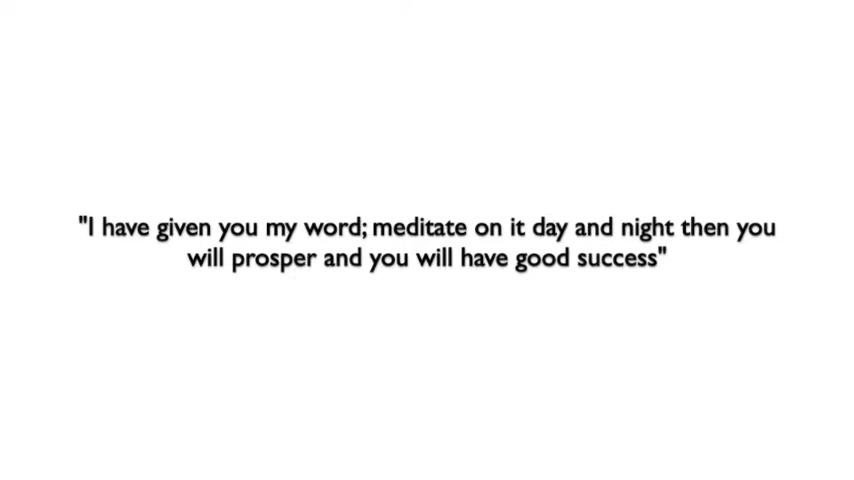 "I have given you my word; meditate on it day and night then you
will prosper and you will have good success"